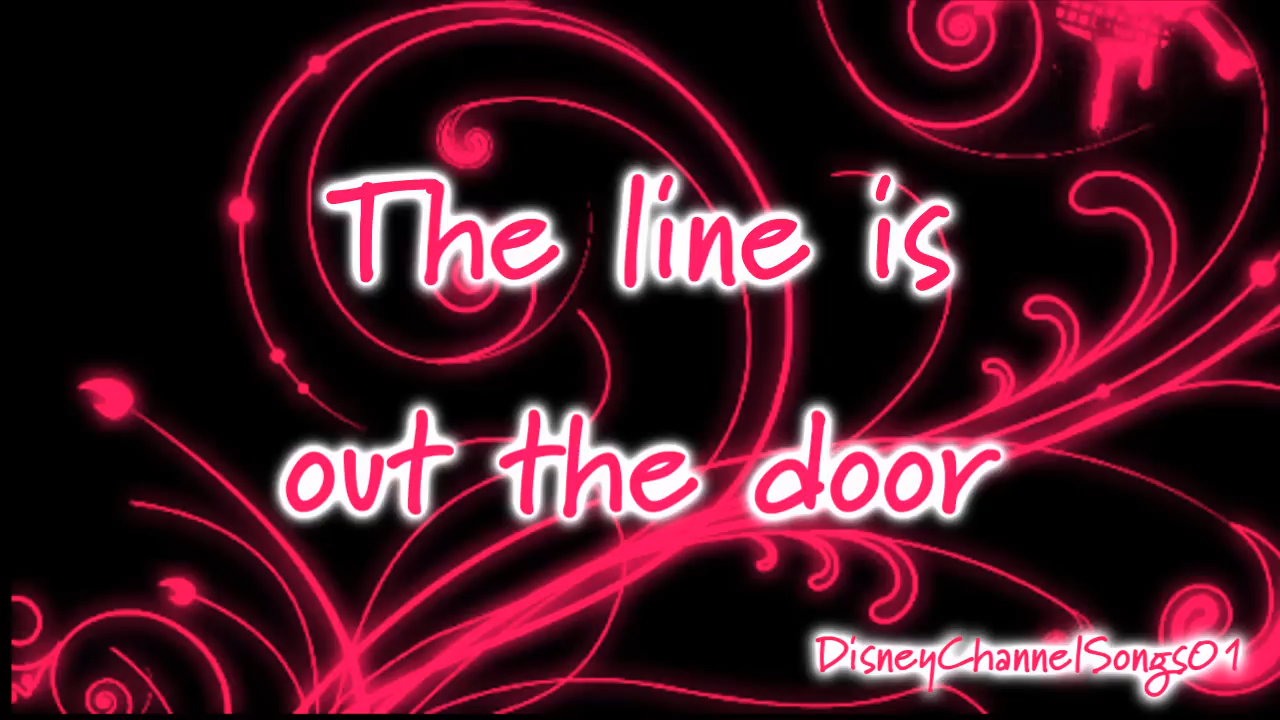 The line is
out the door
DisneyChannelSongs01